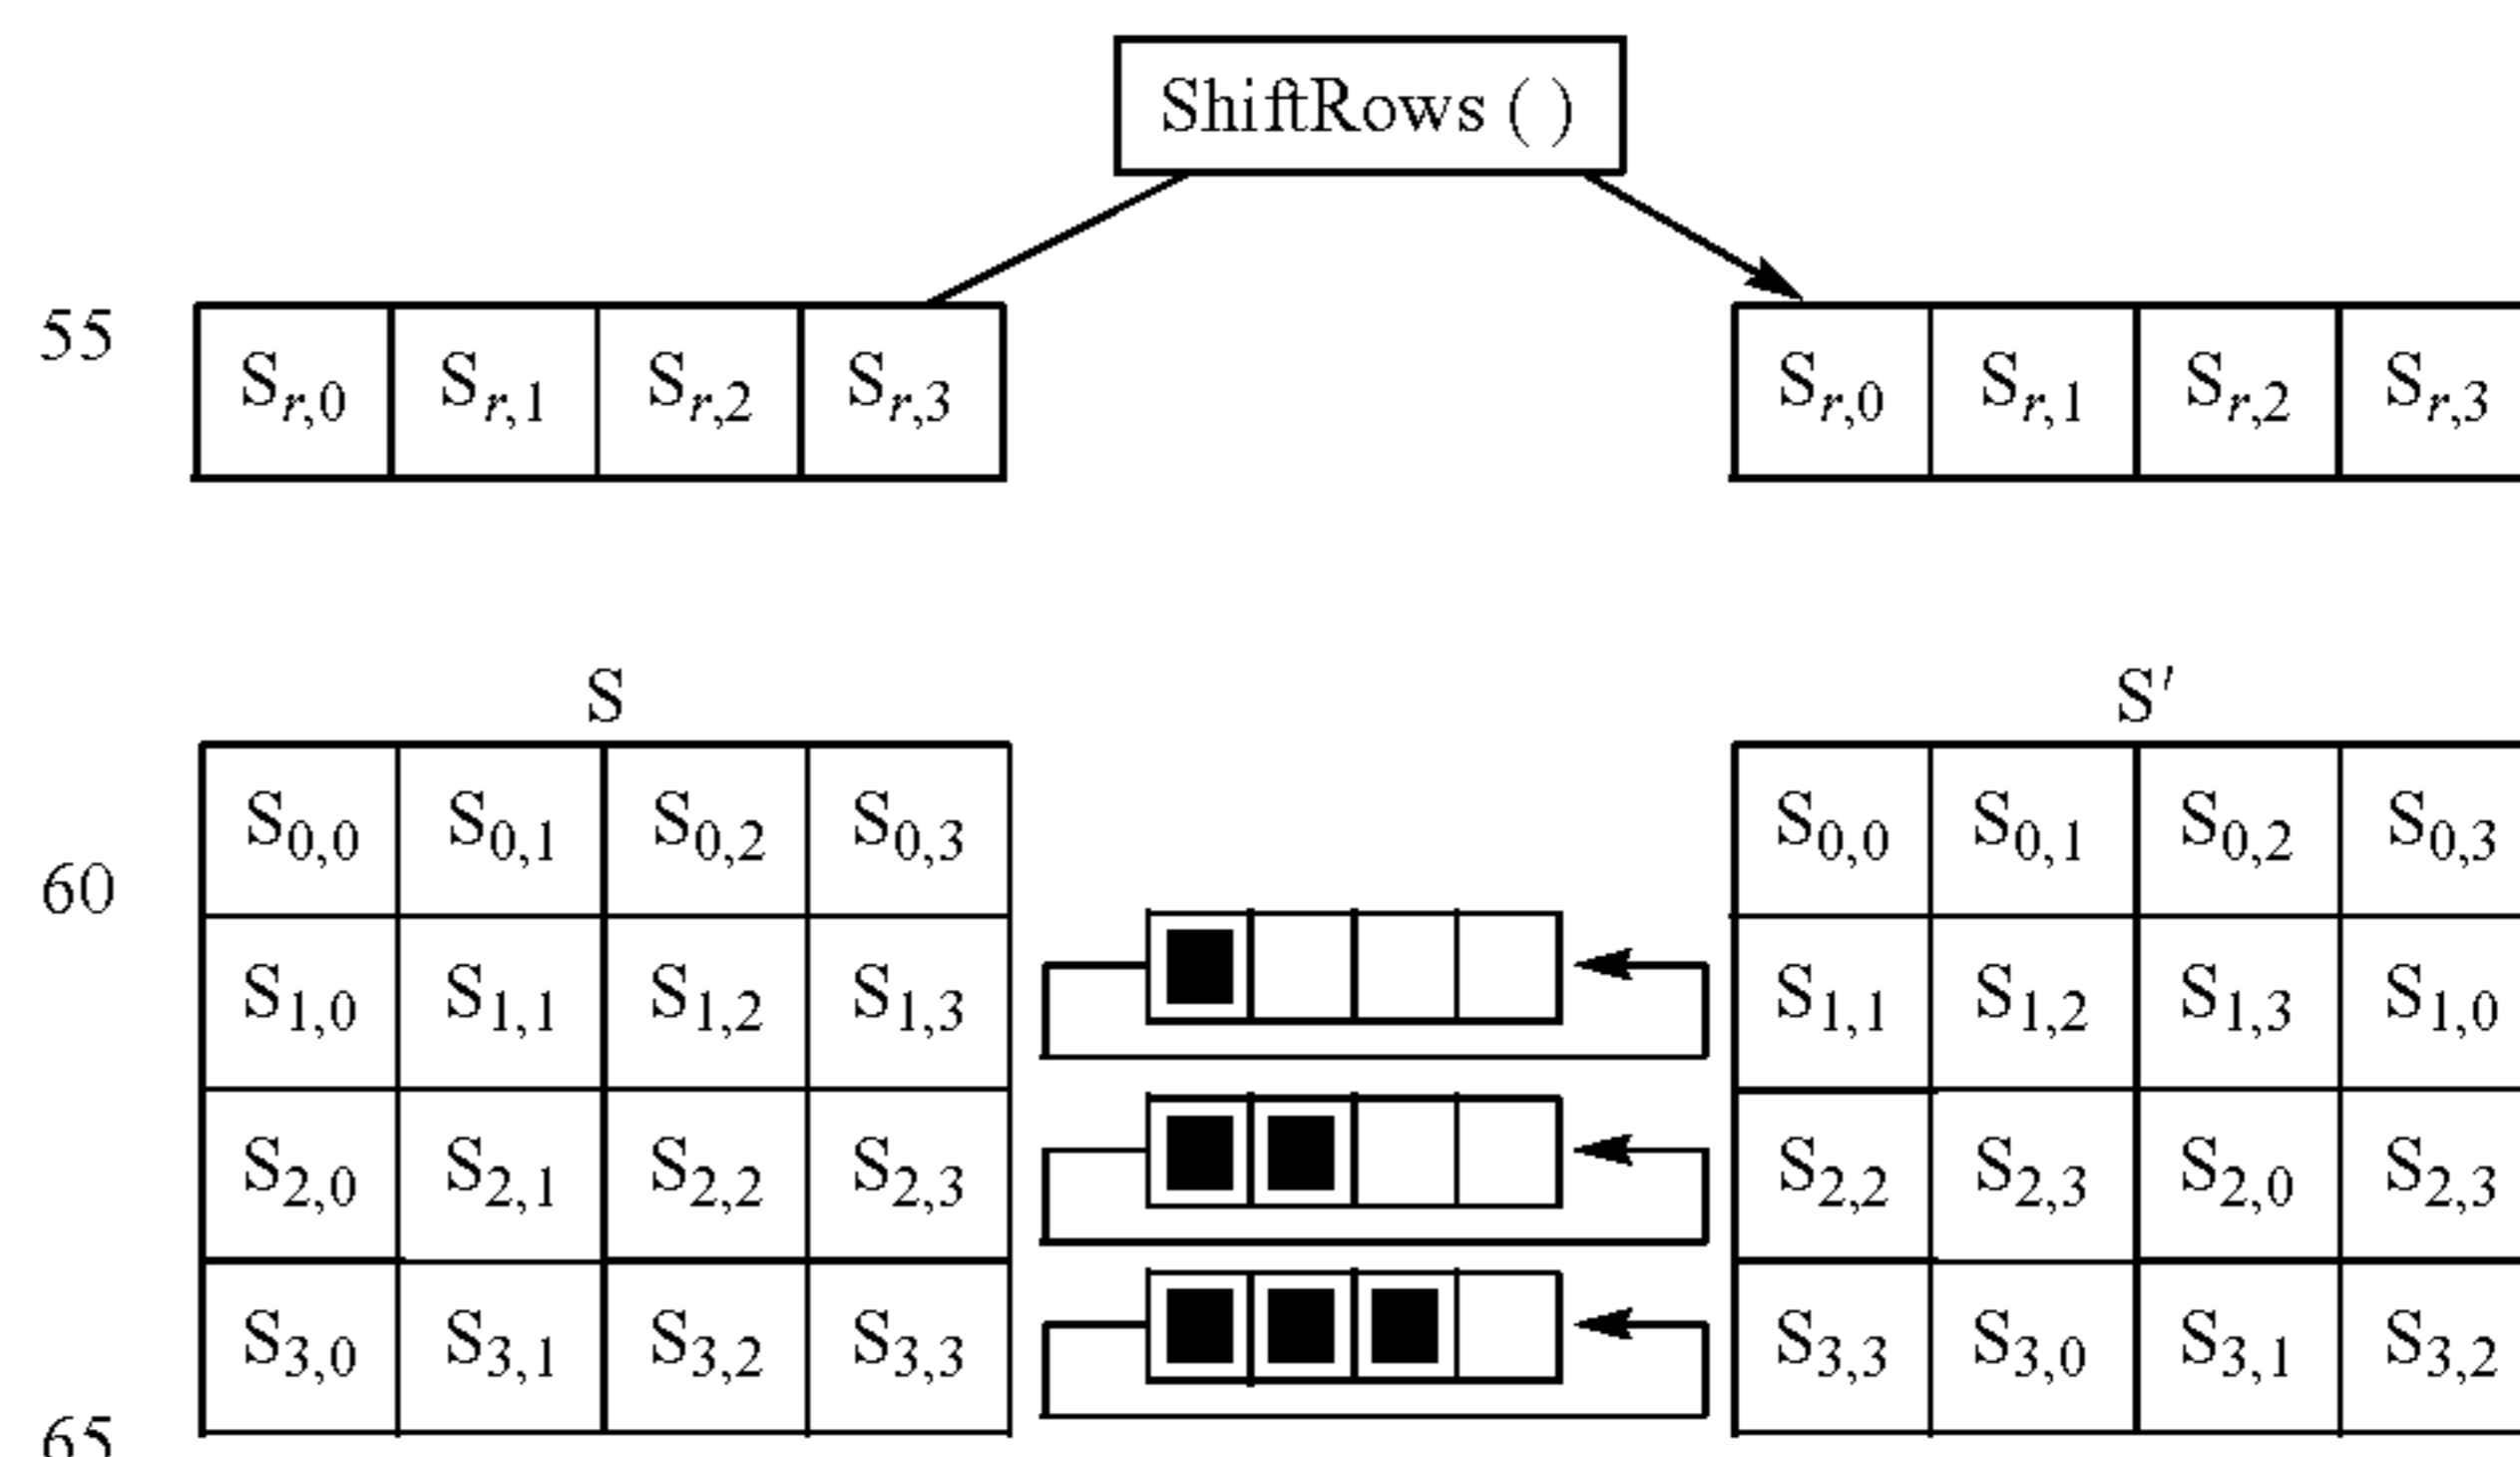 ShiftRows ( )
55 S_{r,0} S_{r,1} S_{r,2} S_{r,3} S_{r,0} S_{r,1} S_{r,2} S_{r,3}
S S'
S_{0,0} S_{0,1} S_{0,2} S_{0,3} S_{0,0} S_{0,1} S_{0,2} S_{0,3}
60
S_{1,0} S_{1,1} S_{1,2} S_{1,3} S_{1,1} S_{1,2} S_{1,3} S_{1,0}
S_{2,0} S_{2,1} S_{2,2} S_{2,3} S_{2,2} S_{2,3} S_{2,0} S_{2,3}
S_{3,0} S_{3,1} S_{3,2} S_{3,3} S_{3,3} S_{3,0} S_{3,1} S_{3,2}
65